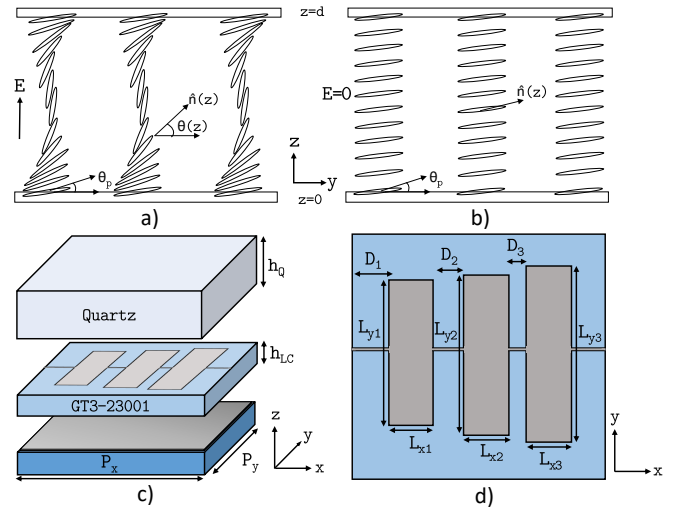 z=d
E
n̂(z)
θ(z)
θp
z=0
a)
z
y
E=0
n̂(z)
θp
b)
hQ
Quartz
hLC
GT3-23001
Px
Py
z
y
x
c)
D1
D2
D3
Ly1
Ly2
Ly3
Lx1
Lx2
Lx3
y
x
d)